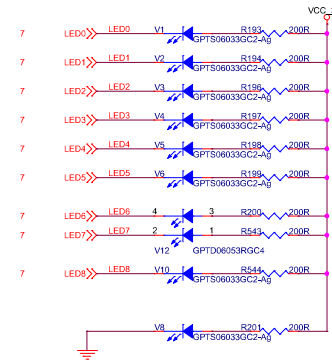 VCC_
7 LED0 LED0 V1 R193 200R
GPTS06033GC2-Ag
7 LED1 LED1 V2 R194 200R
GPTS06033GC2-Ag
7 LED2 LED2 V3 R196 200R
GPTS06033GC2-Ag
7 LED3 LED3 V4 R197 200R
GPTS06033GC2-Ag
7 LED4 LED4 V5 R198 200R
GPTS06033GC2-Ag
7 LED5 LED5 V6 R199 200R
GPTS06033GC2-Ag
7 LED6 LED6 4 3 R200 200R
7 LED7 LED7 2 1 R543 200R
V12 GPTD06053RGC4
7 LED8 LED8 V10 R544 200R
GPTS06033GC2-Ag
V8 R201 200R
GPTS06033GC2-Ag